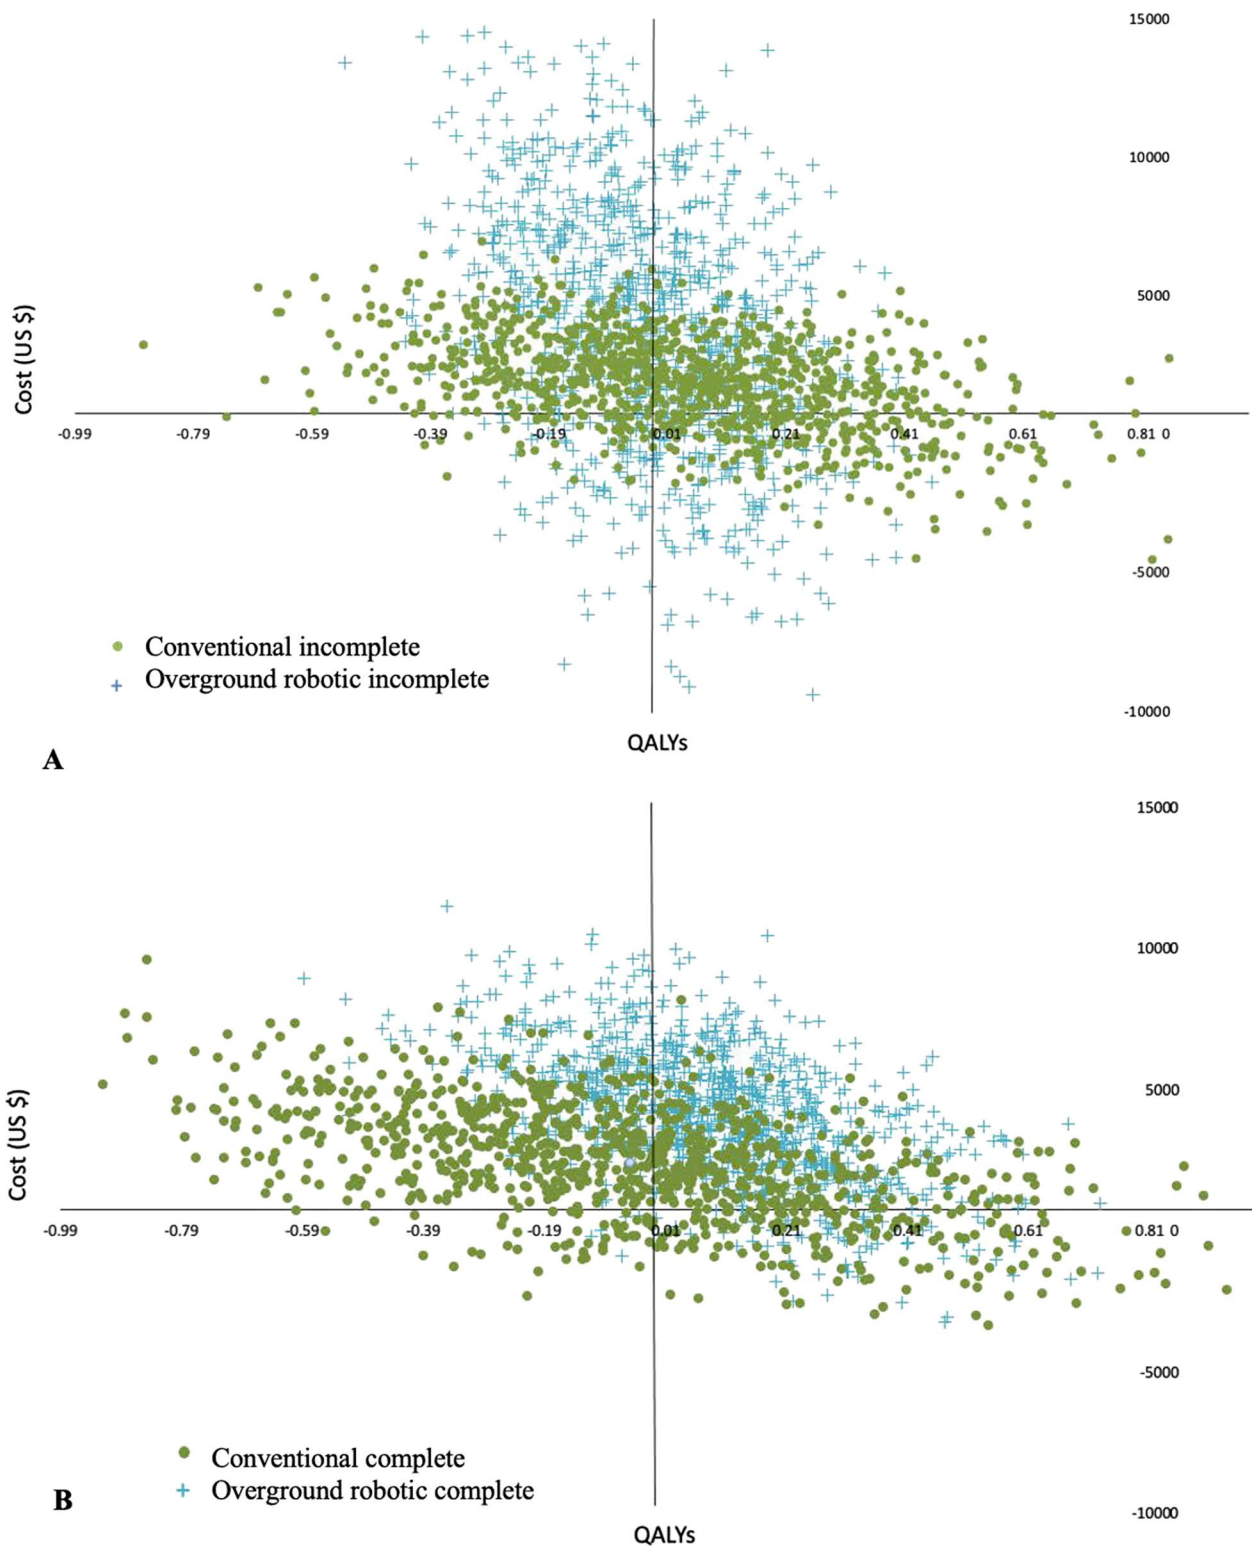 15000
10000
5000
Cost (US $)
-0.99 -0.79 -0.59 -0.39 -0.19 0.01 0.21 0.41 0.61 0.81 0
-5000
Conventional incomplete
Overground robotic incomplete
-10000
QALYs
A
15000
10000
5000
Cost (US $)
-0.99 -0.79 -0.59 -0.39 -0.19 0.01 0.21 0.41 0.61 0.81 0
-5000
Conventional complete
Overground robotic complete
B
-10000
QALYs